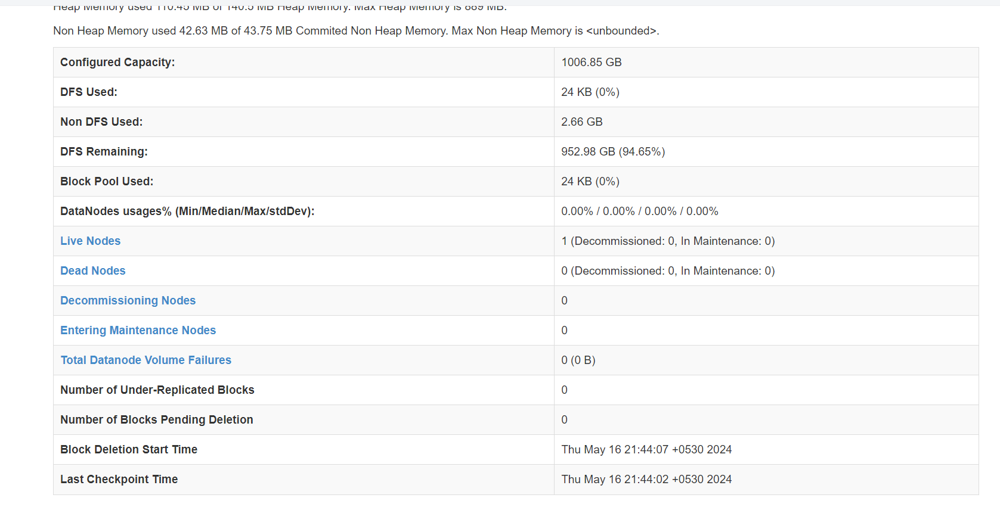 Heap Memory used 110.45 MB of 140.5 MB Heap Memory. Max Heap Memory is 889 MB.
Non Heap Memory used 42.63 MB of 43.75 MB Commited Non Heap Memory. Max Non Heap Memory is <unbounded>.
Configured Capacity: 1006.85 GB
DFS Used: 24 KB (0%)
Non DFS Used: 2.66 GB
DFS Remaining: 952.98 GB (94.65%)
Block Pool Used: 24 KB (0%)
DataNodes usages% (Min/Median/Max/stdDev): 0.00% / 0.00% / 0.00% / 0.00%
Live Nodes 1 (Decommissioned: 0, In Maintenance: 0)
Dead Nodes 0 (Decommissioned: 0, In Maintenance: 0)
Decommissioning Nodes 0
Entering Maintenance Nodes 0
Total Datanode Volume Failures 0 (0 B)
Number of Under-Replicated Blocks 0
Number of Blocks Pending Deletion 0
Block Deletion Start Time Thu May 16 21:44:07 +0530 2024
Last Checkpoint Time Thu May 16 21:44:02 +0530 2024